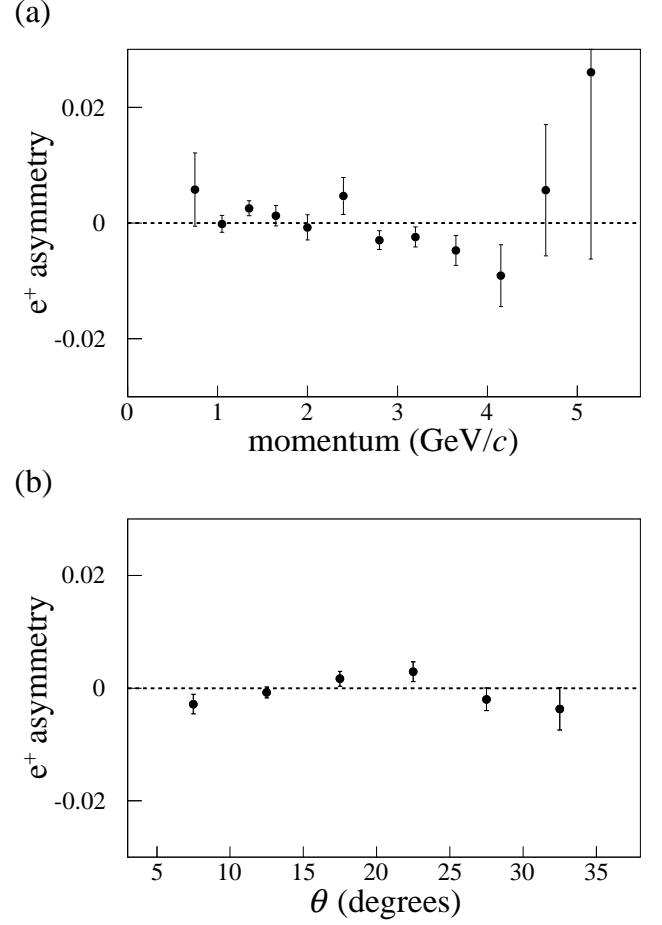 (a)
0.02
0
-0.02
e⁺ asymmetry
0 1 2 3 4 5
momentum (GeV/c)
(b)
0.02
0
-0.02
e⁺ asymmetry
5 10 15 20 25 30 35
θ (degrees)